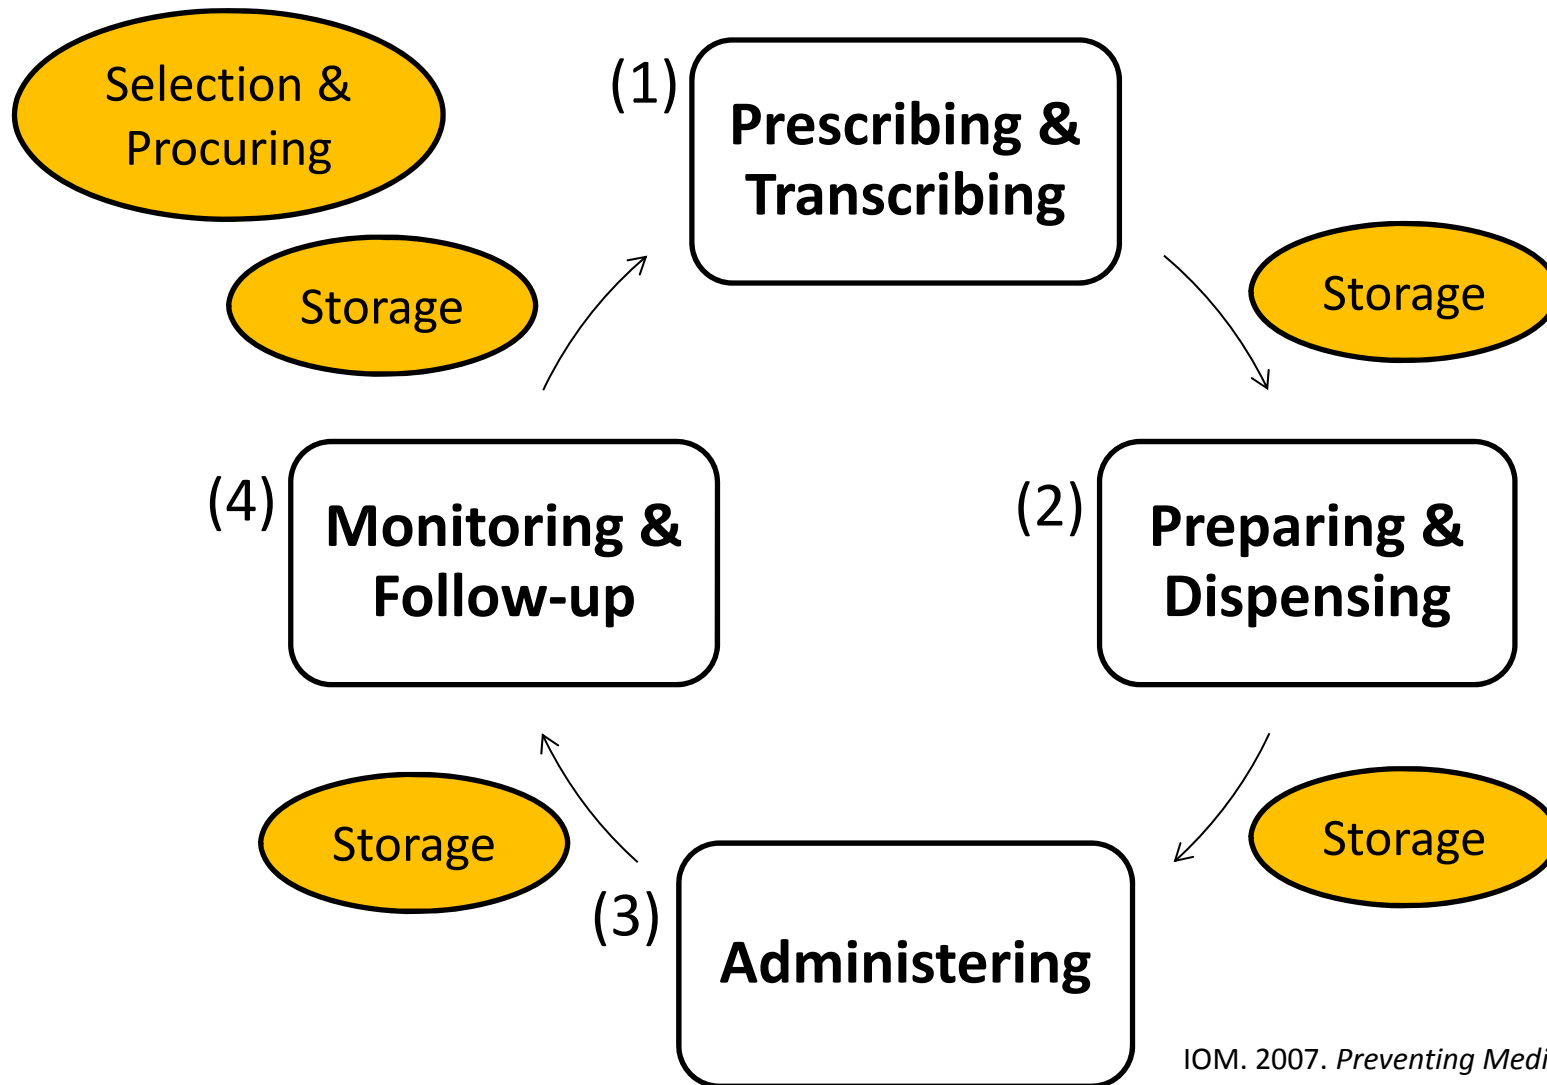 Selection &
Procuring
(1)
Prescribing &
Transcribing
Storage
Storage
(4)
Monitoring &
Follow-up
(2)
Preparing &
Dispensing
Storage
Storage
(3)
Administering
IOM. 2007. Preventing Medi